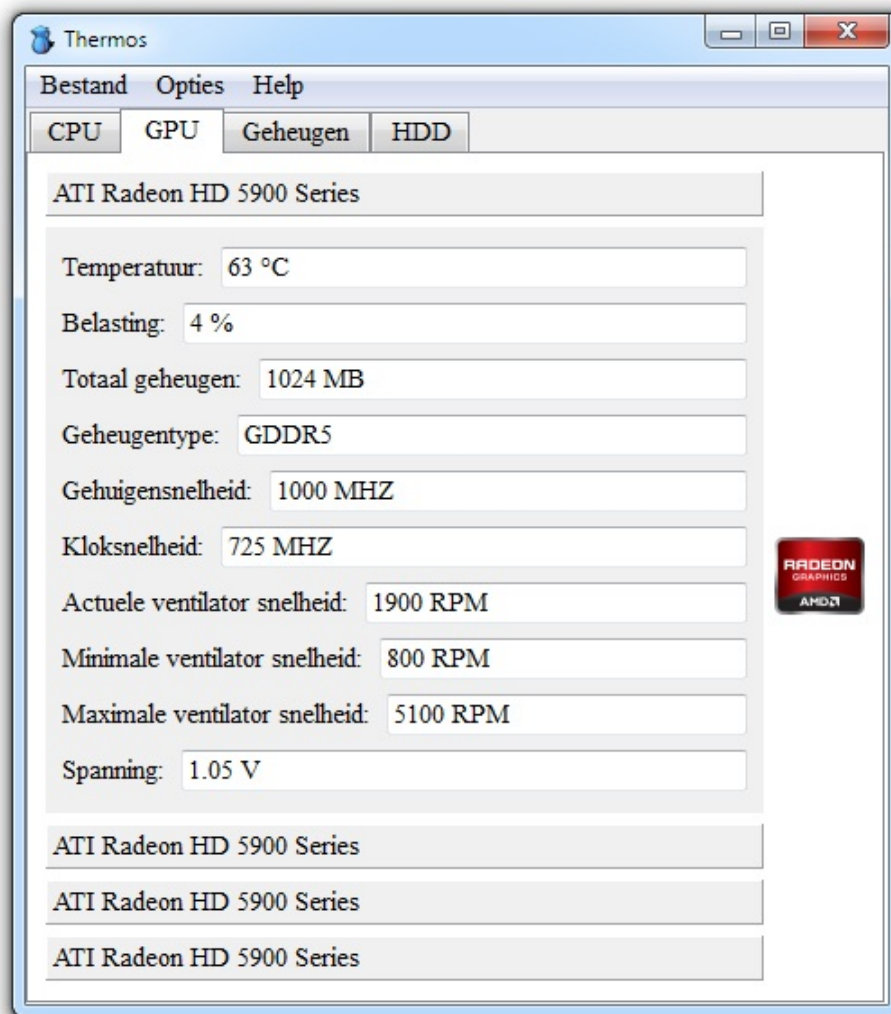 Thermos
Bestand Opties Help
CPU GPU Geheugen HDD
ATI Radeon HD 5900 Series
Temperatuur: 63 °C
Belasting: 4 %
Totaal geheugen: 1024 MB
Geheugentype: GDDR5
Gehuigensnelheid: 1000 MHZ
Kloksnelheid: 725 MHZ
Actuele ventilator snelheid: 1900 RPM
Minimale ventilator snelheid: 800 RPM
Maximale ventilator snelheid: 5100 RPM
Spanning: 1.05 V
ATI Radeon HD 5900 Series
ATI Radeon HD 5900 Series
ATI Radeon HD 5900 Series
RADEON
GRAPHICS
AMD